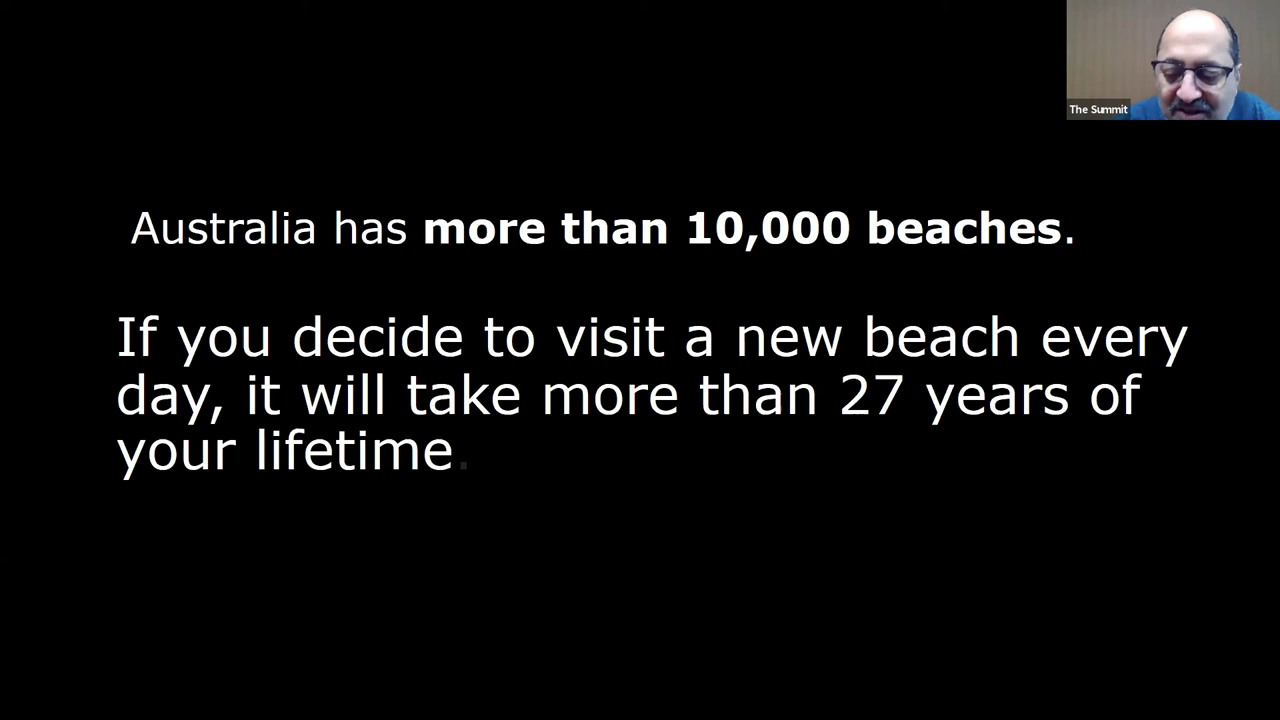 The Summit
Australia has more than 10,000 beaches.
If you decide to visit a new beach every
day, it will take more than 27 years of
your lifetime.